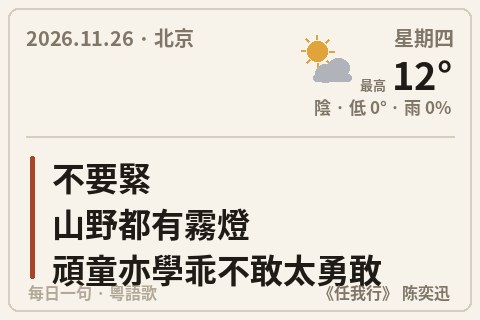 2026.11.26 · 北京
星期四
最高 12°
陰 · 低 0° · 雨 0%
不要緊
山野都有霧燈
頑童亦學乖不敢太勇敢
每日一句 · 粵語歌
《任我行》 陈奕迅